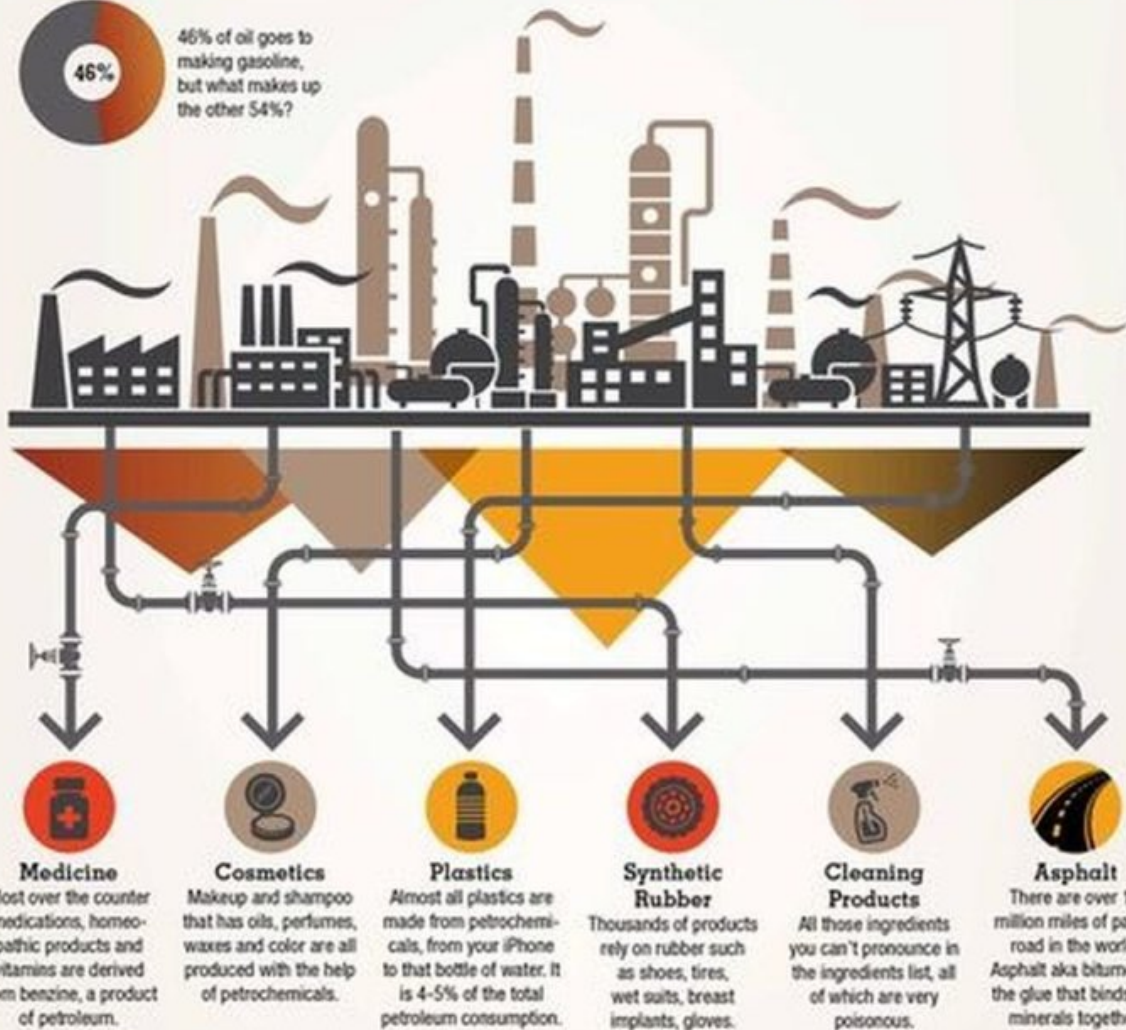 46%
46% of oil goes to
making gasoline,
but what makes up
the other 54%?
Medicine
over the counter
medications, homeo-
pathic products and
are derived
benzine, a product
of petroleum.
Cosmetics
Makeup and shampoo
that has oils, perfumes,
waxes and color are all
produced with the help
of petrochemicals.
Plastics
Almost all plastics are
made from petrochemi-
cals, from your iPhone
to that bottle of water. It
is 4-5% of the total
petroleum consumption.
Synthetic
Rubber
Thousands of products
rely on rubber such
as shoes, tires,
wet suits, breast
implants, gloves.
Cleaning
Products
All those ingredients
you can't pronounce in
the ingredients list, all
of which are very
poisonous.
Asphalt
There are over
million miles of
road in the
Asphalt aka
the glue that
minerals